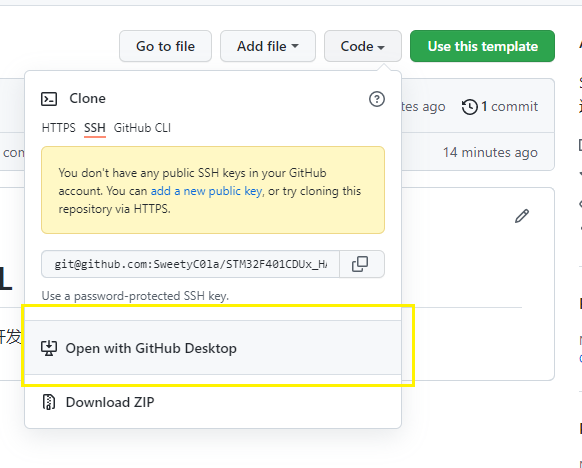 Go to file
Add file
Code
Use this template
Clone
tes ago
1 commit
HTTPS
SSH
GitHub CLI
com
14 minutes ago
You don't have any public SSH keys in your GitHub
account. You can add a new public key, or try cloning this
repository via HTTPS.
git@github.com:SweetyC0la/STM32F401CDUx_HA
L
Use a password-protected SSH key.
开发
Open with GitHub Desktop
Download ZIP